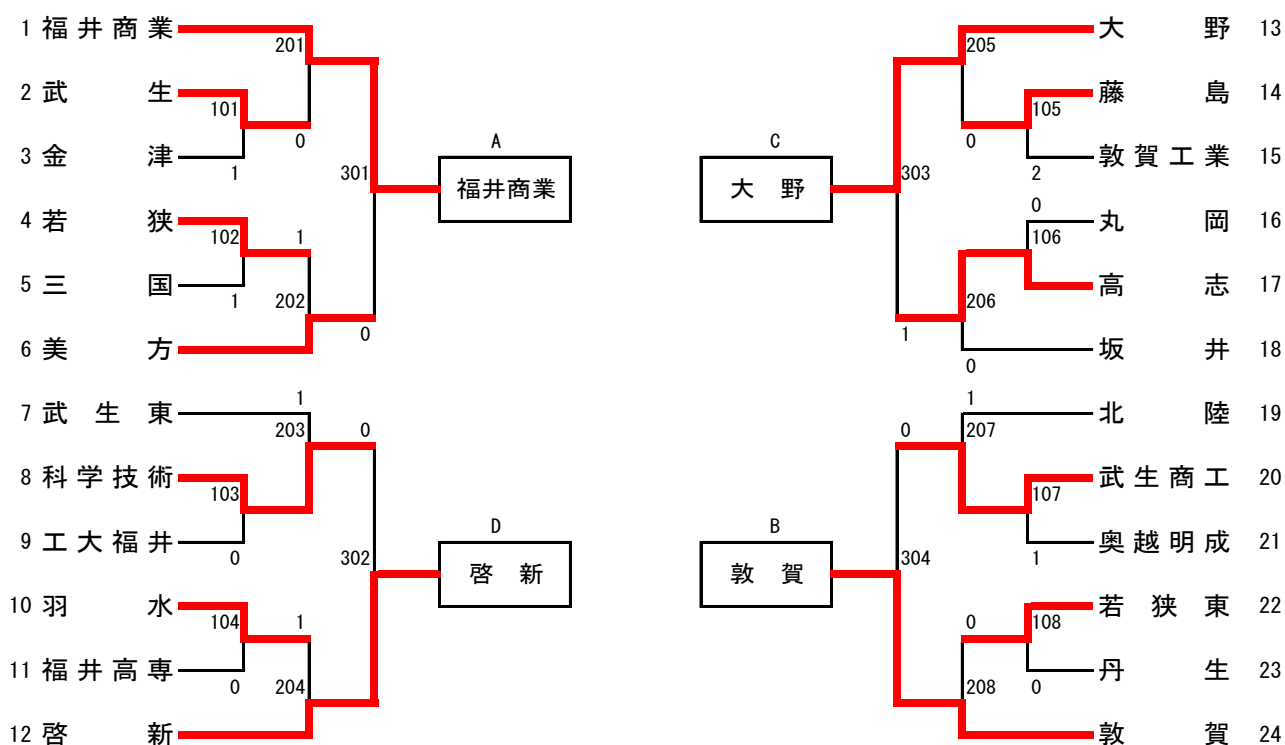 1 福井商業
201
2 武生
101
0
3 金津
1
301
A
福井商業
4 若狭
102
1
5 三国
1
202
0
6 美方
7 武生東
1
203
0
8 科学技術
103
9 工大福井
0
302
D
啓新
10 羽水
104
1
11 福井高専
0
204
12 啓新
大野 13
205
藤島 14
105
0
C
大野
303
敦賀工業 15
2
0
丸岡 16
106
高志 17
206
1
坂井 18
0
1
北陸 19
0
207
武生商工 20
107
B
敦賀
304
奥越明成 21
1
若狭東 22
0
108
丹生 23
0
208
敦賀 24